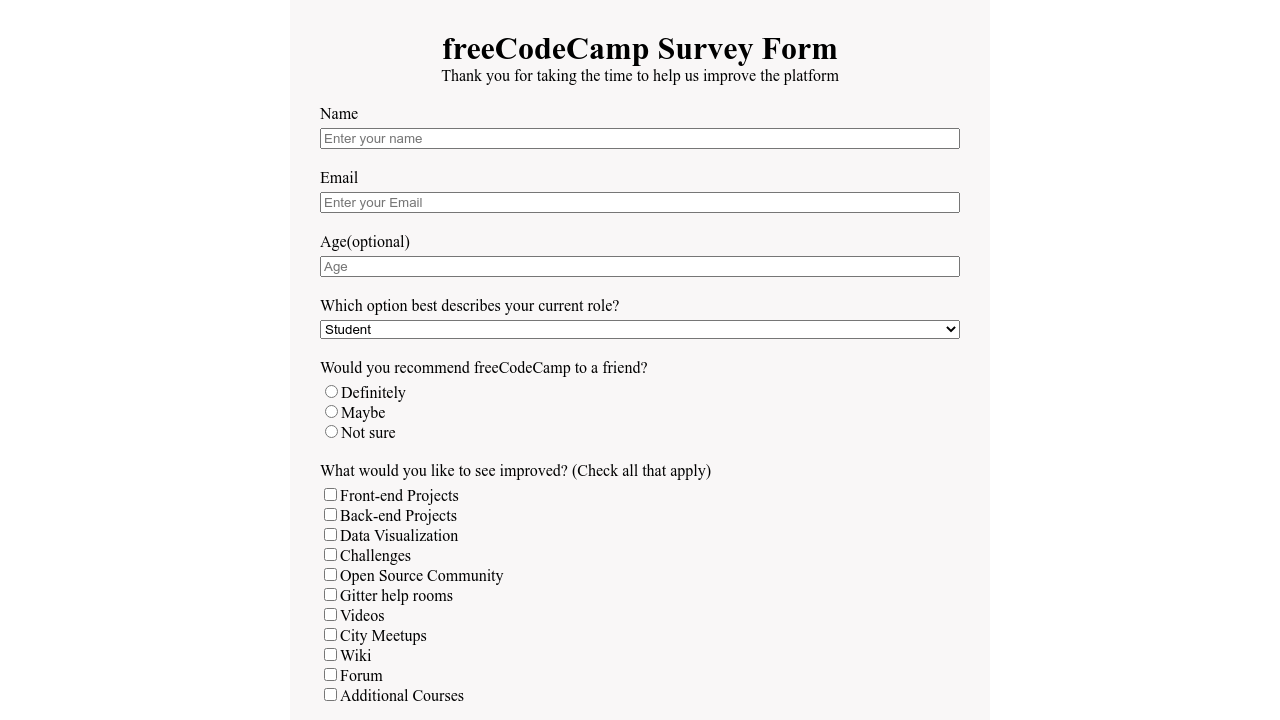 freeCodeCamp Survey Form
Thank you for taking the time to help us improve the platform
Name
Enter your name
Email
Enter your Email
Age(optional)
Age
Which option best describes your current role?
Student
Would you recommend freeCodeCamp to a friend?
Definitely
Maybe
Not sure
What would you like to see improved? (Check all that apply)
Front-end Projects
Back-end Projects
Data Visualization
Challenges
Open Source Community
Gitter help rooms
Videos
City Meetups
Wiki
Forum
Additional Courses